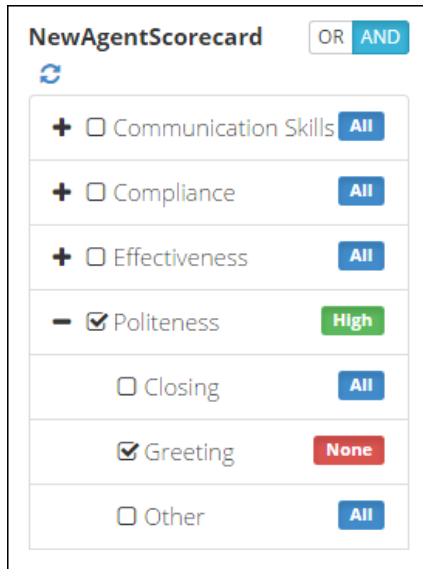 NewAgentScorecard OR AND
Communication Skills All
Compliance All
Effectiveness All
Politeness High
Closing All
Greeting None
Other All